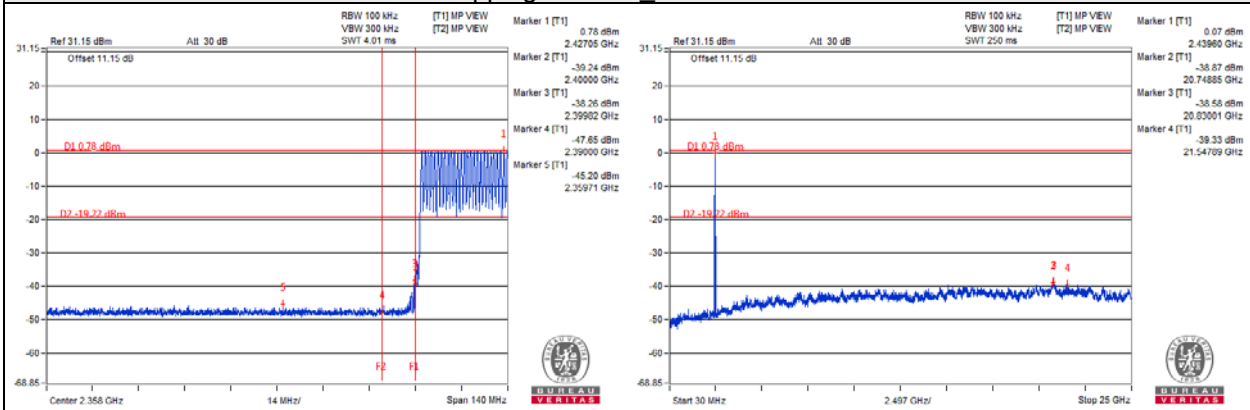 RBW 100 kHz [T1] MP VIEW
VBW 300 kHz [T2] MP VIEW
Ref 31.15 dBm Att 30 dB SWT 4.01 ms
31.15
Offset 11.15 dB
20
10
0
-10
-20
-30
-40
-50
-60
-68.85
D1 0.78 dBm
D2 -19.22 dBm
1
3
4
5
F2
F1
Center 2.358 GHz 14 MHz/ Span 140 MHz
Marker 1 [T1]
0.78 dBm
2.42705 GHz
Marker 2 [T1]
-39.24 dBm
2.40000 GHz
Marker 3 [T1]
-38.26 dBm
2.39982 GHz
Marker 4 [T1]
-47.65 dBm
2.39000 GHz
Marker 5 [T1]
-45.20 dBm
2.35971 GHz
1828
BUREAU
VERITAS
RBW 100 kHz [T1] MP VIEW
VBW 300 kHz [T2] MP VIEW
Ref 31.15 dBm Att 30 dB SWT 250 ms
31.15
Offset 11.15 dB
20
10
0
-10
-20
-30
-40
-50
-60
-68.85
D1 0.78 dBm
D2 -19.22 dBm
1
3
4
Start 30 MHz 2.497 GHz/ Stop 25 GHz
Marker 1 [T1]
0.07 dBm
2.43960 GHz
Marker 2 [T1]
-38.87 dBm
20.74885 GHz
Marker 3 [T1]
-38.58 dBm
20.83001 GHz
Marker 4 [T1]
-39.33 dBm
21.54789 GHz
1828
BUREAU
VERITAS